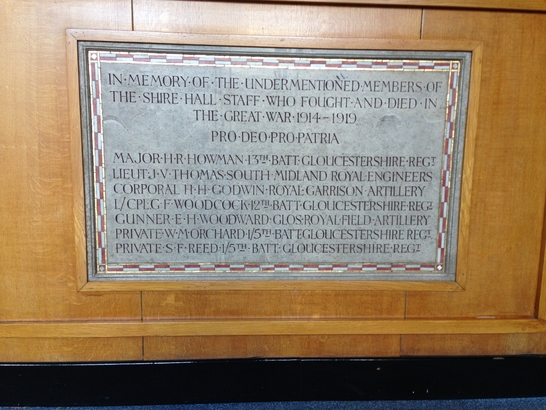 IN·MEMORY·OF·THE·UNDERMENTIONED·MEMBERS·OF
THE·SHIRE·HALL·STAFF·WHO·FOUGHT·AND·DIED·IN
THE·GREAT·WAR·1914-1919
PRO·DEO·PRO·PATRIA
MAJOR·H·R·HOWMAN·13TH·BATT·GLOUCESTERSHIRE·REGT
LIEUT·J·V·THOMAS·SOUTH·MIDLAND·ROYAL·ENGINEERS
CORPORAL·H·H·GODWIN·ROYAL·GARRISON·ARTILLERY
L/CPL·G·F·WOODCOCK·12TH·BATT·GLOUCESTERSHIRE·REGT
GUNNER·E·H·WOODWARD·GLOS·ROYAL·FIELD·ARTILLERY
PRIVATE·W·M·ORCHARD·1/5TH·BATT·GLOUCESTERSHIRE·REGT
PRIVATE·S·F·REED·1/5TH·BATT·GLOUCESTERSHIRE·REGT